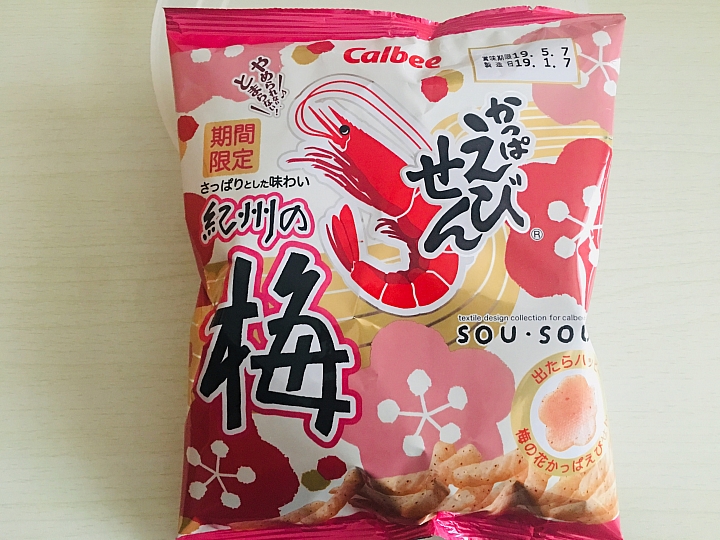 Calbee
賞味期限19.5.7
製造日19.1.7
やめられない♪
とまらない!
期間
限定
さっぱりとした味わい
紀州の
梅
かっぱ
えび
せん
®
textile design collection for calbee
SOU・SOU
出たらハッピー
梅の花かっぱえび